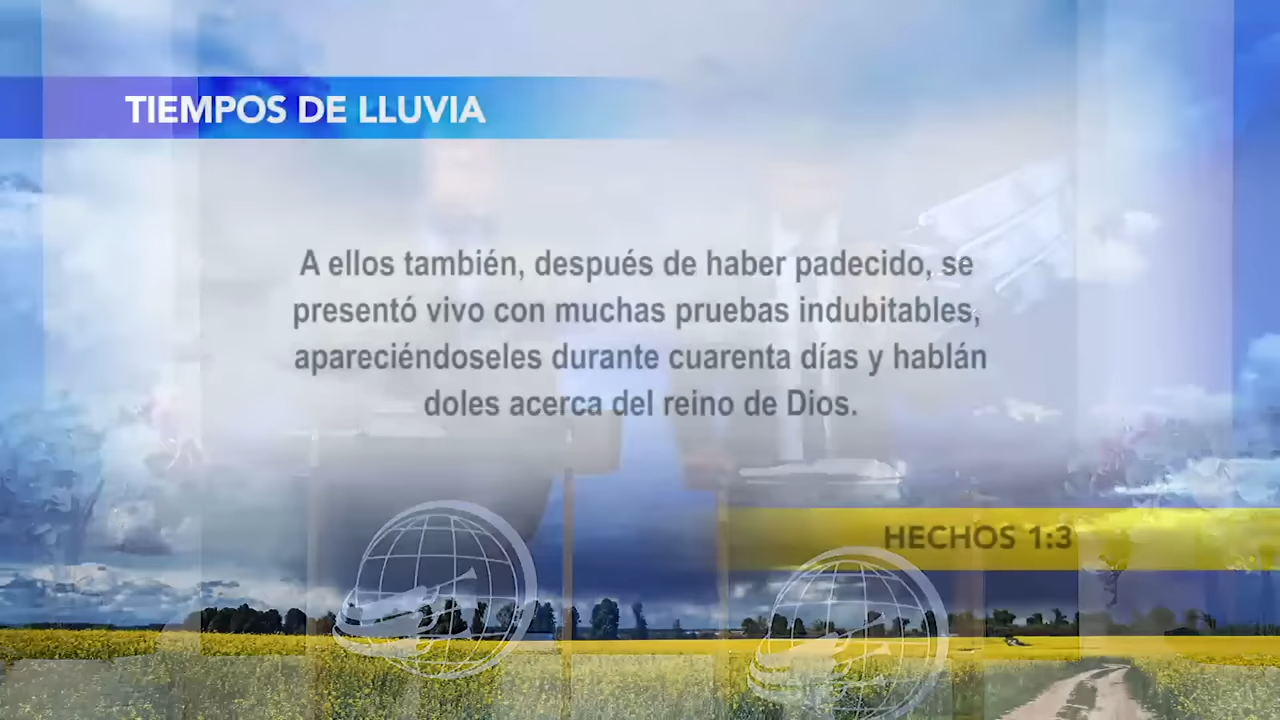 TIEMPOS DE LLUVIA
A ellos también, después de haber padecido, se
presentó vivo con muchas pruebas indubitables,
apareciéndoseles durante cuarenta días y hablán
doles acerca del reino de Dios.
HECHOS 1:3